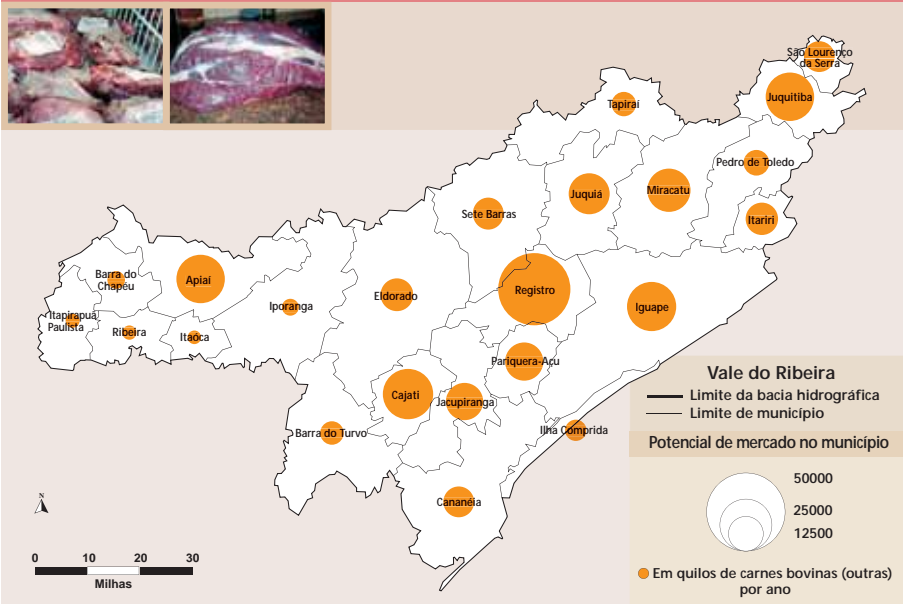 São Lourenço
da Serra
Juquitiba
Tapiraí
Pedro de Toledo
Juquiá
Miracatu
Sete Barras
Itariri
Barra do
Chapéu
Apiaí
Registro
Eldorado
Iporanga
Iguape
Itapirapuã
Paulista
Ribeira
Itaóca
Pariquera-Açu
Cajati
Jacupiranga
Barra do Turvo
Ilha Comprida
Cananéia
Vale do Ribeira
Limite da bacia hidrográfica
Limite de município
Potencial de mercado no município
50000
25000
12500
Em quilos de carnes bovinas (outras)
por ano
N
0 10 20 30
Milhas